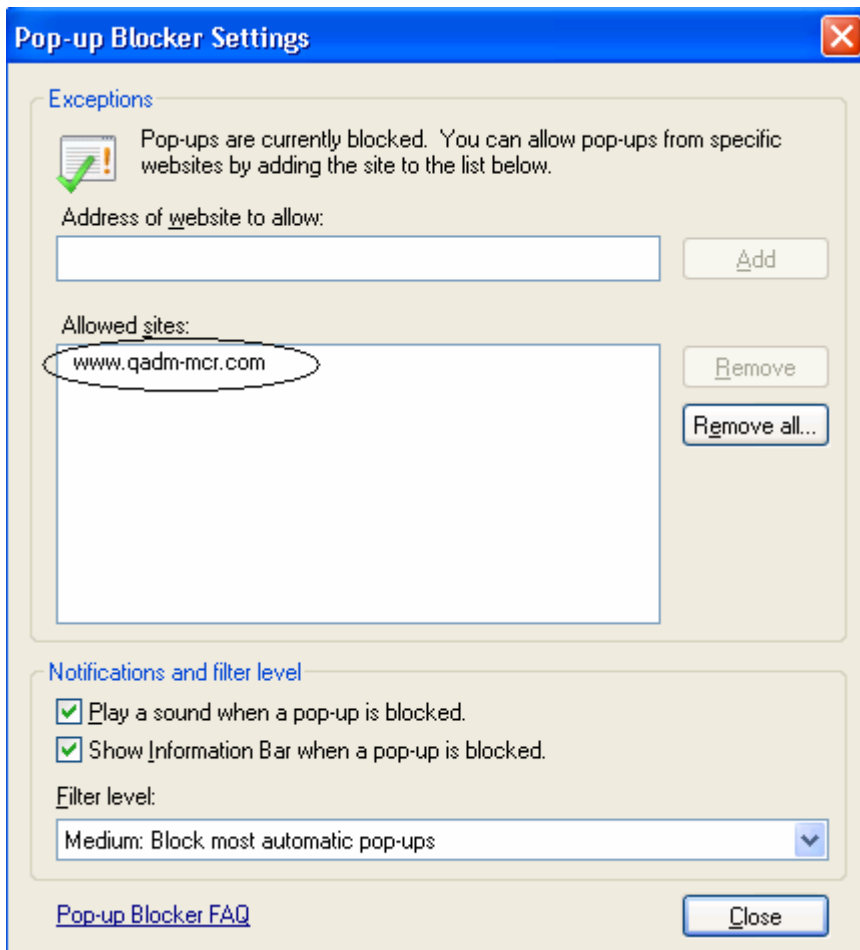 Pop-up Blocker Settings
Exceptions
Pop-ups are currently blocked. You can allow pop-ups from specific
websites by adding the site to the list below.
Address of website to allow:
Add
Allowed sites:
www.qadm-mcr.com
Remove
Remove all...
Notifications and filter level
Play a sound when a pop-up is blocked.
Show Information Bar when a pop-up is blocked.
Filter level:
Medium: Block most automatic pop-ups
Pop-up Blocker FAQ
Close